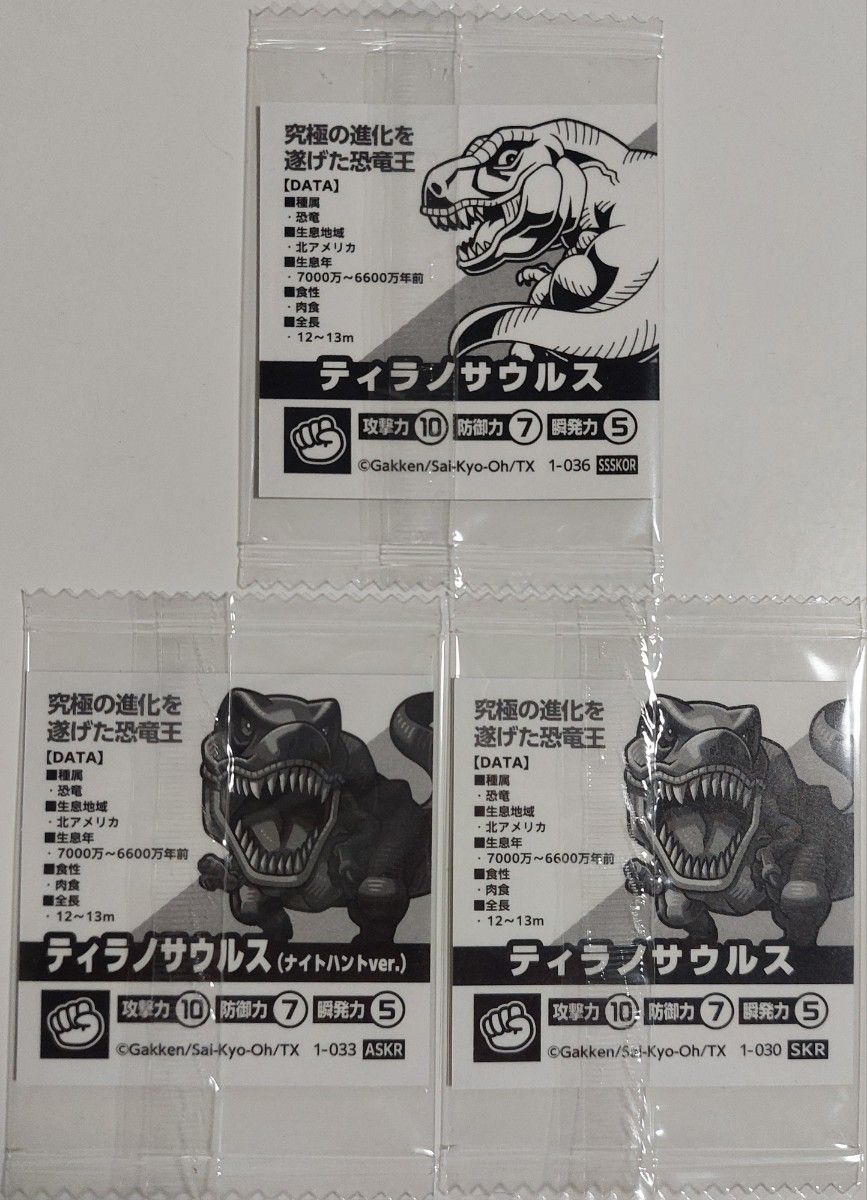 究極の進化を
遂げた恐竜王
【DATA】
■種属
・恐竜
■生息地域
・北アメリカ
■生息年
・7000万～6600万年前
■食性
・肉食
■全長
・12～13m
ティラノサウルス
攻撃力 10 防御力 7 瞬発力 5
©Gakken/Sai-Kyo-Oh/TX 1-036 SSSKOR
究極の進化を
遂げた恐竜王
【DATA】
■種属
・恐竜
■生息地域
・北アメリカ
■生息年
・7000万～6600万年前
■食性
・肉食
■全長
・12～13m
ティラノサウルス(ナイトハントver.)
攻撃力 10 防御力 7 瞬発力 5
©Gakken/Sai-Kyo-Oh/TX 1-033 ASKR
究極の進化を
遂げた恐竜王
【DATA】
■種属
・恐竜
■生息地域
・北アメリカ
■生息年
・7000万～6600万年前
■食性
・肉食
■全長
・12～13m
ティラノサウルス
攻撃力 10 防御力 7 瞬発力 5
©Gakken/Sai-Kyo-Oh/TX 1-030 SKR